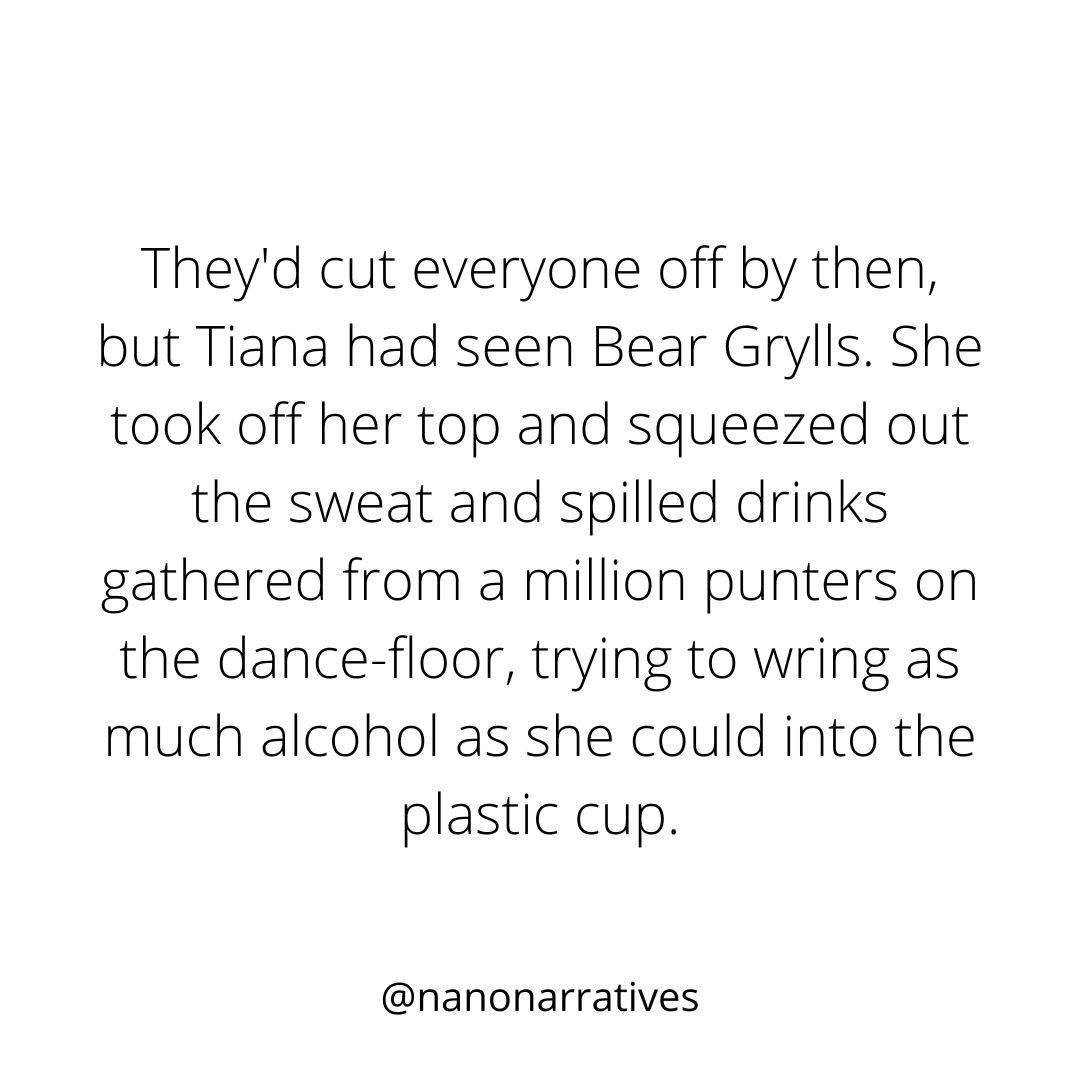 They'd cut everyone off by then,
but Tiana had seen Bear Grylls. She
took off her top and squeezed out
the sweat and spilled drinks
gathered from a million punters on
the dance-floor, trying to wring as
much alcohol as she could into the
plastic cup.
@nanonarratives